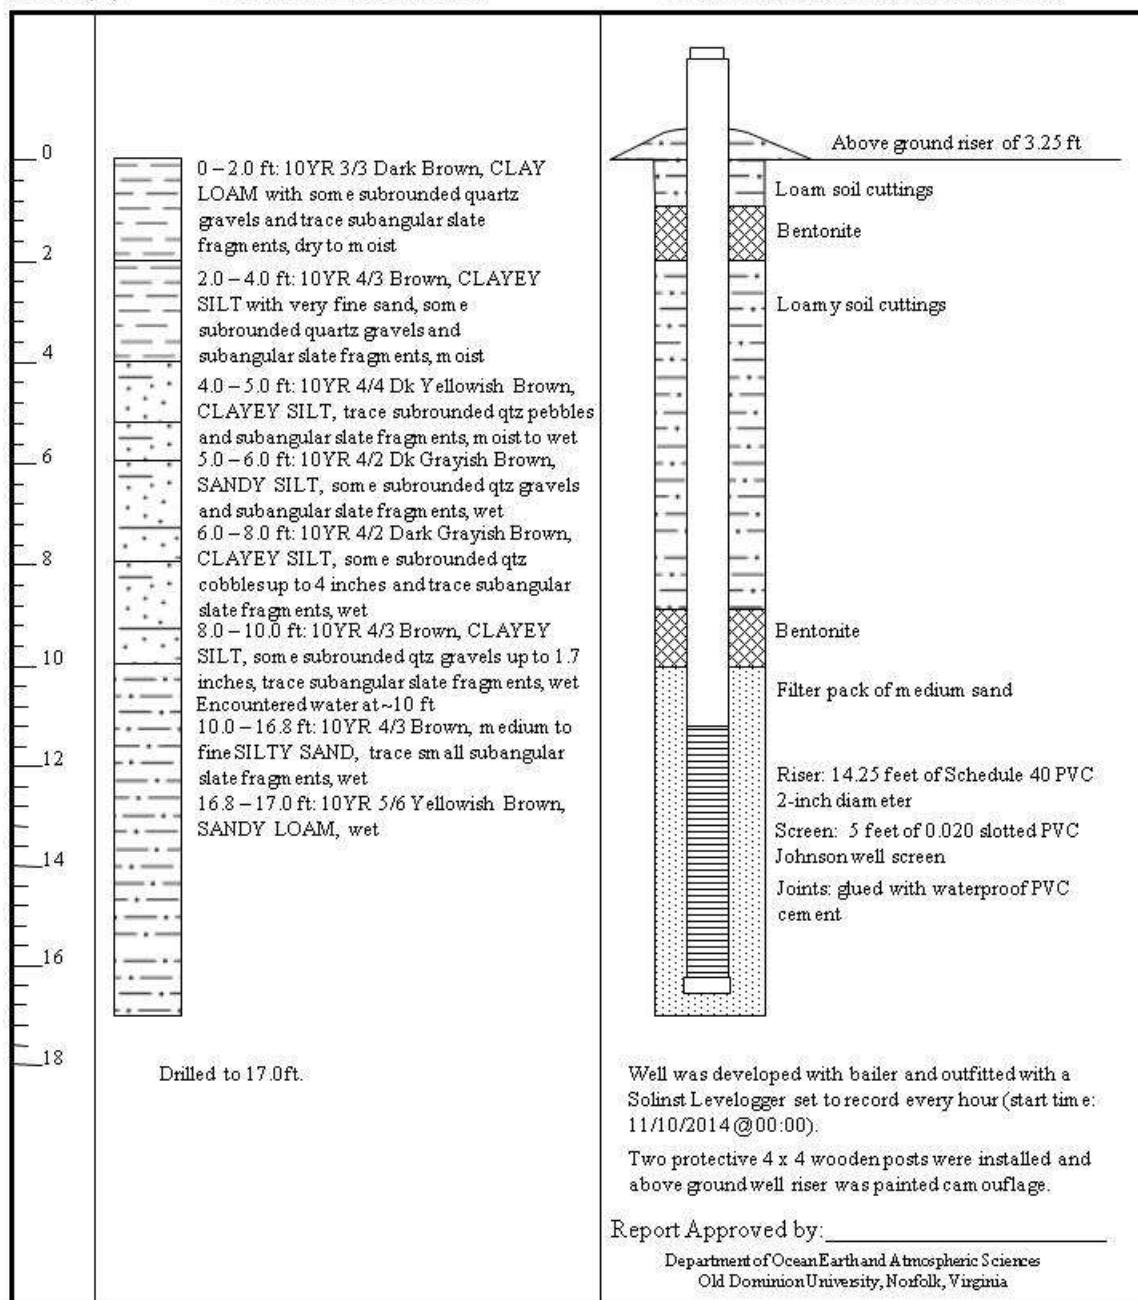 0
2
4
6
8
10
12
14
16
18
0 – 2.0 ft: 10YR 3/3 Dark Brown, CLAY
LOAM with some subrounded quartz
gravels and trace subangular slate
fragments, dry to moist
2.0 – 4.0 ft: 10YR 4/3 Brown, CLAYEY
SILT with very fine sand, some
subrounded quartz gravels and
subangular slate fragments, moist
4.0 – 5.0 ft: 10YR 4/4 Dk Yellowish Brown,
CLAYEY SILT, trace subrounded qtz pebbles
and subangular slate fragments, moist to wet
5.0 – 6.0 ft: 10YR 4/2 Dk Grayish Brown,
SANDY SILT, some subrounded qtz gravels
and subangular slate fragments, wet
6.0 – 8.0 ft: 10YR 4/2 Dark Grayish Brown,
CLAYEY SILT, some subrounded qtz
cobbles up to 4 inches and trace subangular
slate fragments, wet
8.0 – 10.0 ft: 10YR 4/3 Brown, CLAYEY
SILT, some subrounded qtz gravels up to 1.7
inches, trace subangular slate fragments, wet
Encountered water at ~10 ft
10.0 – 16.8 ft: 10YR 4/3 Brown, medium to
fine SILTY SAND, trace small subangular
slate fragments, wet
16.8 – 17.0 ft: 10YR 5/6 Yellowish Brown,
SANDY LOAM, wet
Drilled to 17.0ft.
Above ground riser of 3.25 ft
Loam soil cuttings
Bentonite
Loamy soil cuttings
Bentonite
Filter pack of medium sand
Riser: 14.25 feet of Schedule 40 PVC
2-inch diameter
Screen: 5 feet of 0.020 slotted PVC
Johnson well screen
Joints: glued with waterproof PVC
cement
Well was developed with bailer and outfitted with a
Solinst Levelogger set to record every hour (start time:
11/10/2014 @00:00).
Two protective 4 x 4 wooden posts were installed and
above ground well riser was painted camouflage.
Report Approved by:
Department of Ocean Earth and Atmospheric Sciences
Old Dominion University, Norfolk, Virginia